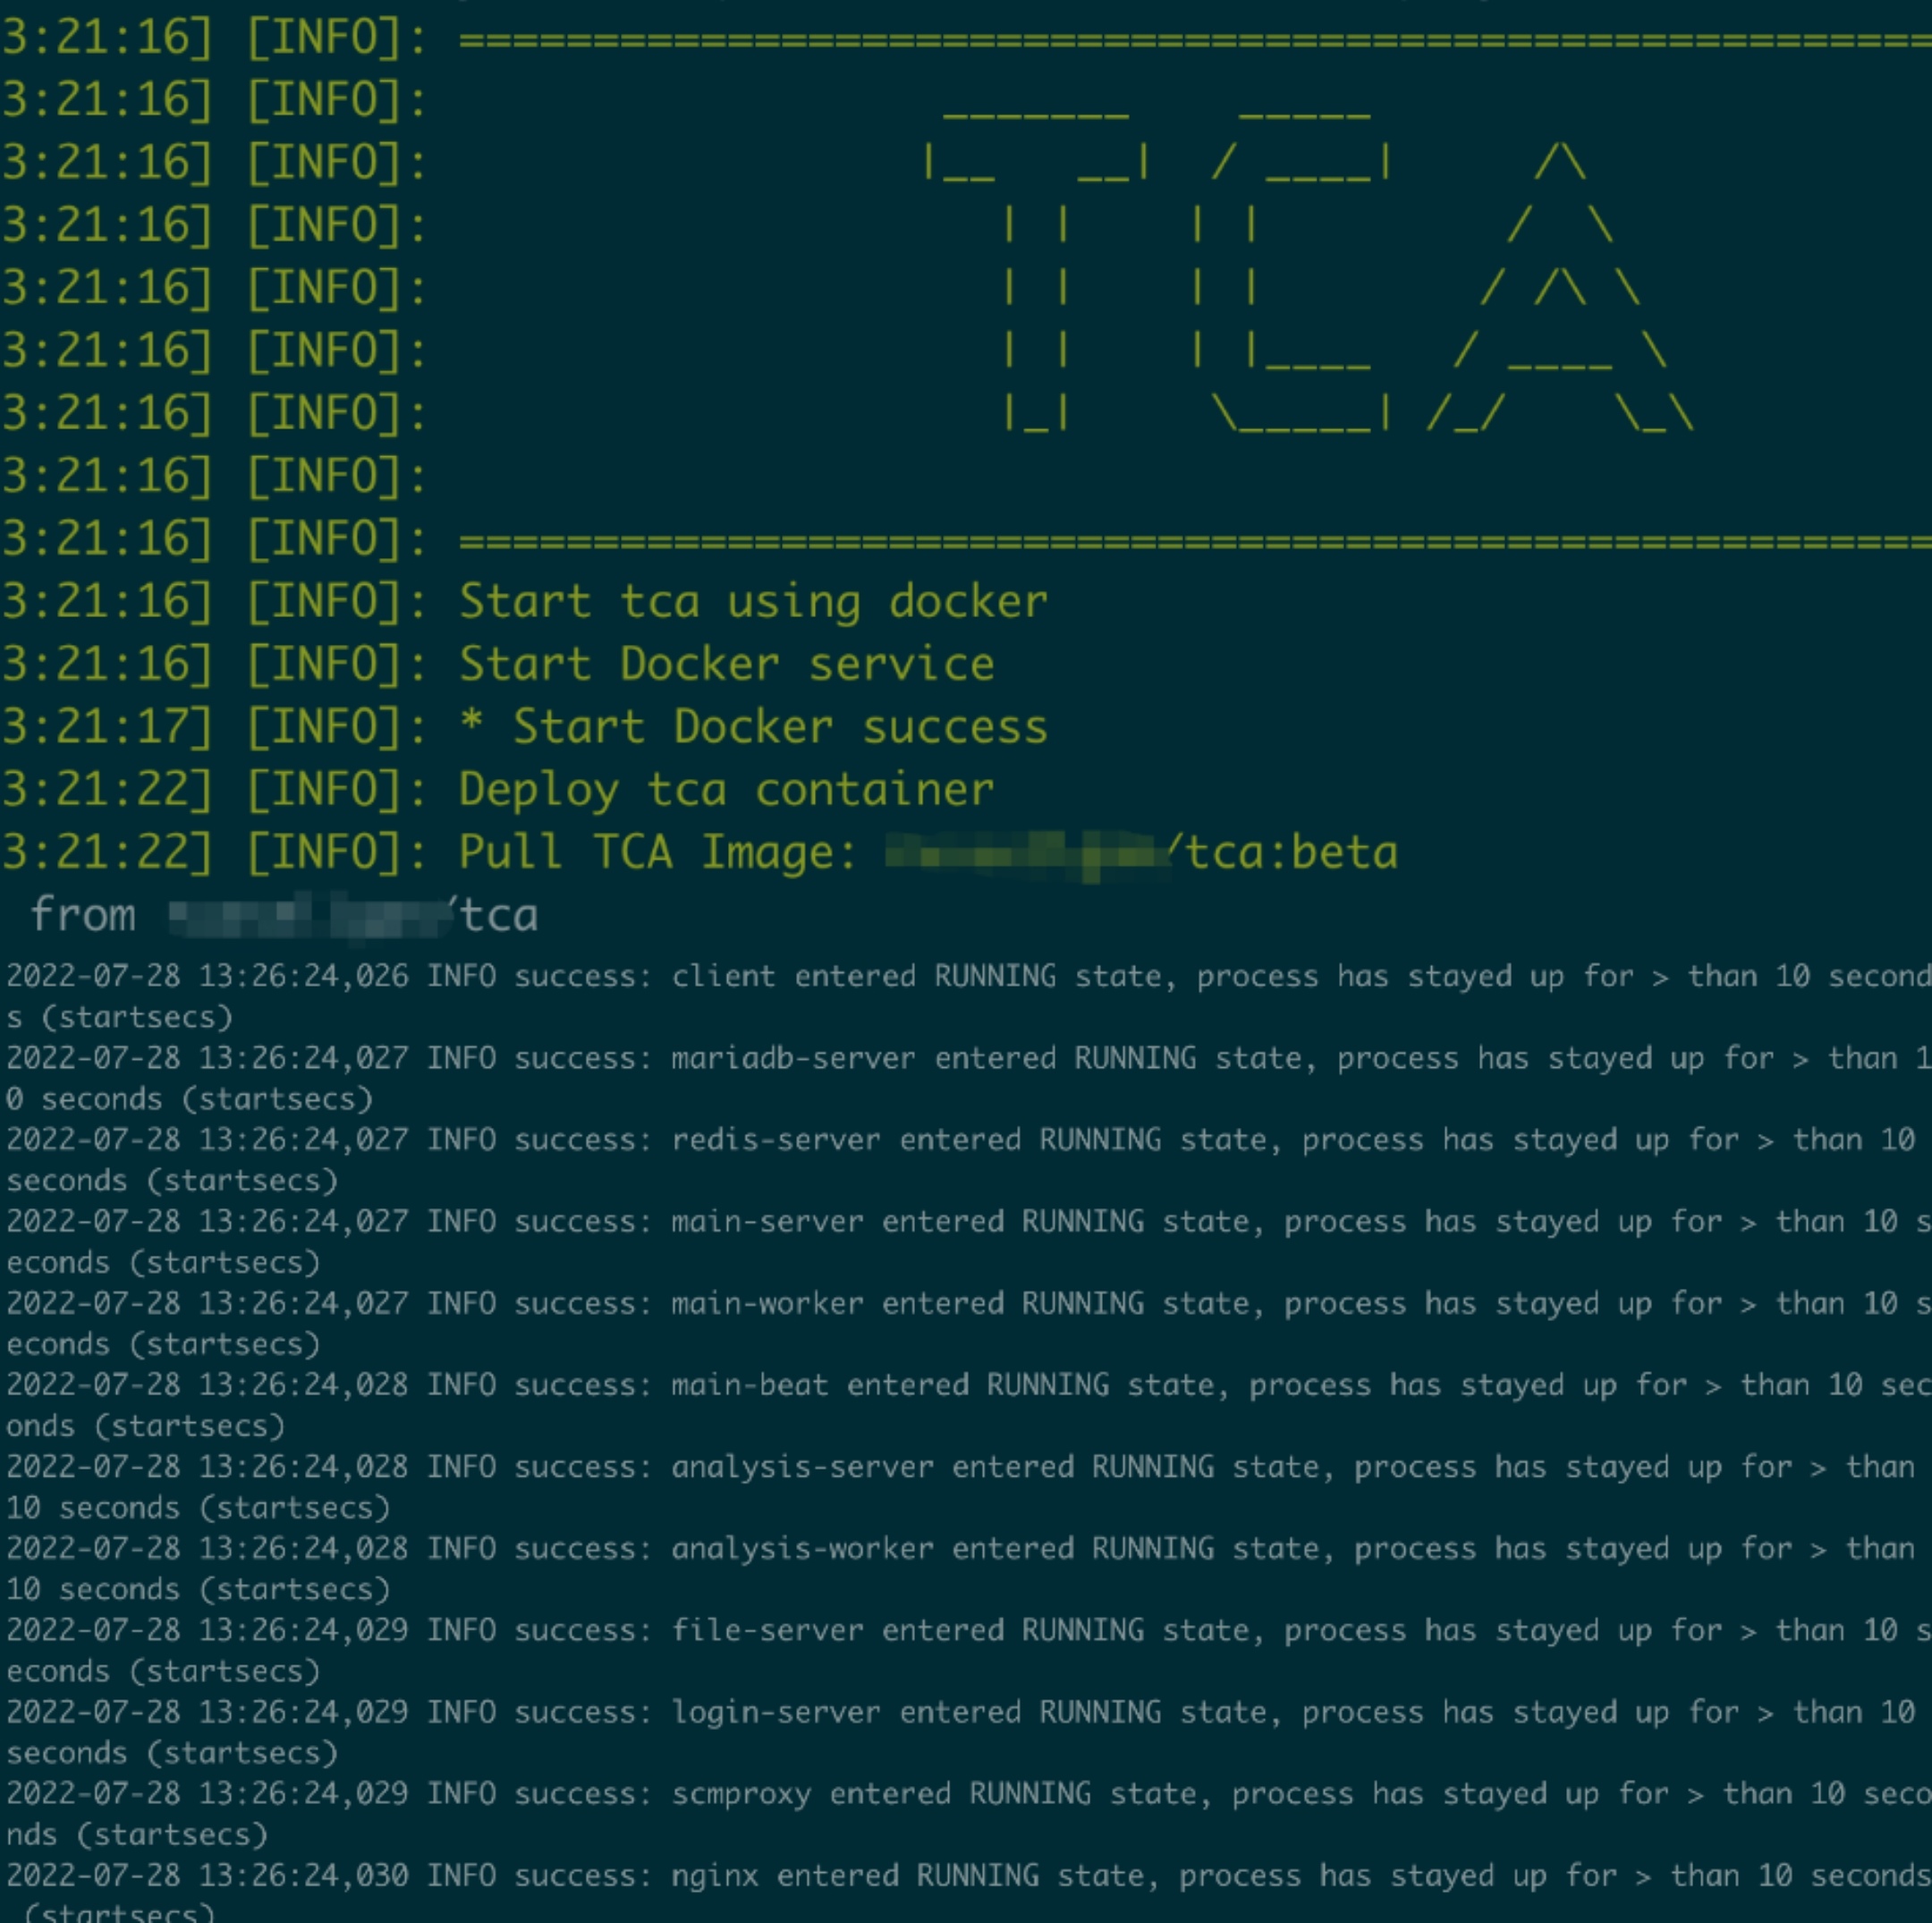 3:21:16] [INFO]: =======================================================
3:21:16] [INFO]:                    _______    _____
3:21:16] [INFO]:                   |__   __|  / ____|     /\
3:21:16] [INFO]:                      | |    | |         /  \
3:21:16] [INFO]:                      | |    | |        / /\ \
3:21:16] [INFO]:                      | |    | |____   / ____ \
3:21:16] [INFO]:                      |_|     \_____| /_/    \_\
3:21:16] [INFO]:
3:21:16] [INFO]: =======================================================
3:21:16] [INFO]: Start tca using docker
3:21:16] [INFO]: Start Docker service
3:21:17] [INFO]: * Start Docker success
3:21:22] [INFO]: Deploy tca container
3:21:22] [INFO]: Pull TCA Image: /tca:beta
from /tca
2022-07-28 13:26:24,026 INFO success: client entered RUNNING state, process has stayed up for > than 10 second
s (startsecs)
2022-07-28 13:26:24,027 INFO success: mariadb-server entered RUNNING state, process has stayed up for > than 1
0 seconds (startsecs)
2022-07-28 13:26:24,027 INFO success: redis-server entered RUNNING state, process has stayed up for > than 10
seconds (startsecs)
2022-07-28 13:26:24,027 INFO success: main-server entered RUNNING state, process has stayed up for > than 10 s
econds (startsecs)
2022-07-28 13:26:24,027 INFO success: main-worker entered RUNNING state, process has stayed up for > than 10 s
econds (startsecs)
2022-07-28 13:26:24,028 INFO success: main-beat entered RUNNING state, process has stayed up for > than 10 sec
onds (startsecs)
2022-07-28 13:26:24,028 INFO success: analysis-server entered RUNNING state, process has stayed up for > than
10 seconds (startsecs)
2022-07-28 13:26:24,028 INFO success: analysis-worker entered RUNNING state, process has stayed up for > than
10 seconds (startsecs)
2022-07-28 13:26:24,029 INFO success: file-server entered RUNNING state, process has stayed up for > than 10 s
econds (startsecs)
2022-07-28 13:26:24,029 INFO success: login-server entered RUNNING state, process has stayed up for > than 10
seconds (startsecs)
2022-07-28 13:26:24,029 INFO success: scmproxy entered RUNNING state, process has stayed up for > than 10 seco
nds (startsecs)
2022-07-28 13:26:24,030 INFO success: nginx entered RUNNING state, process has stayed up for > than 10 seconds
(startsecs)